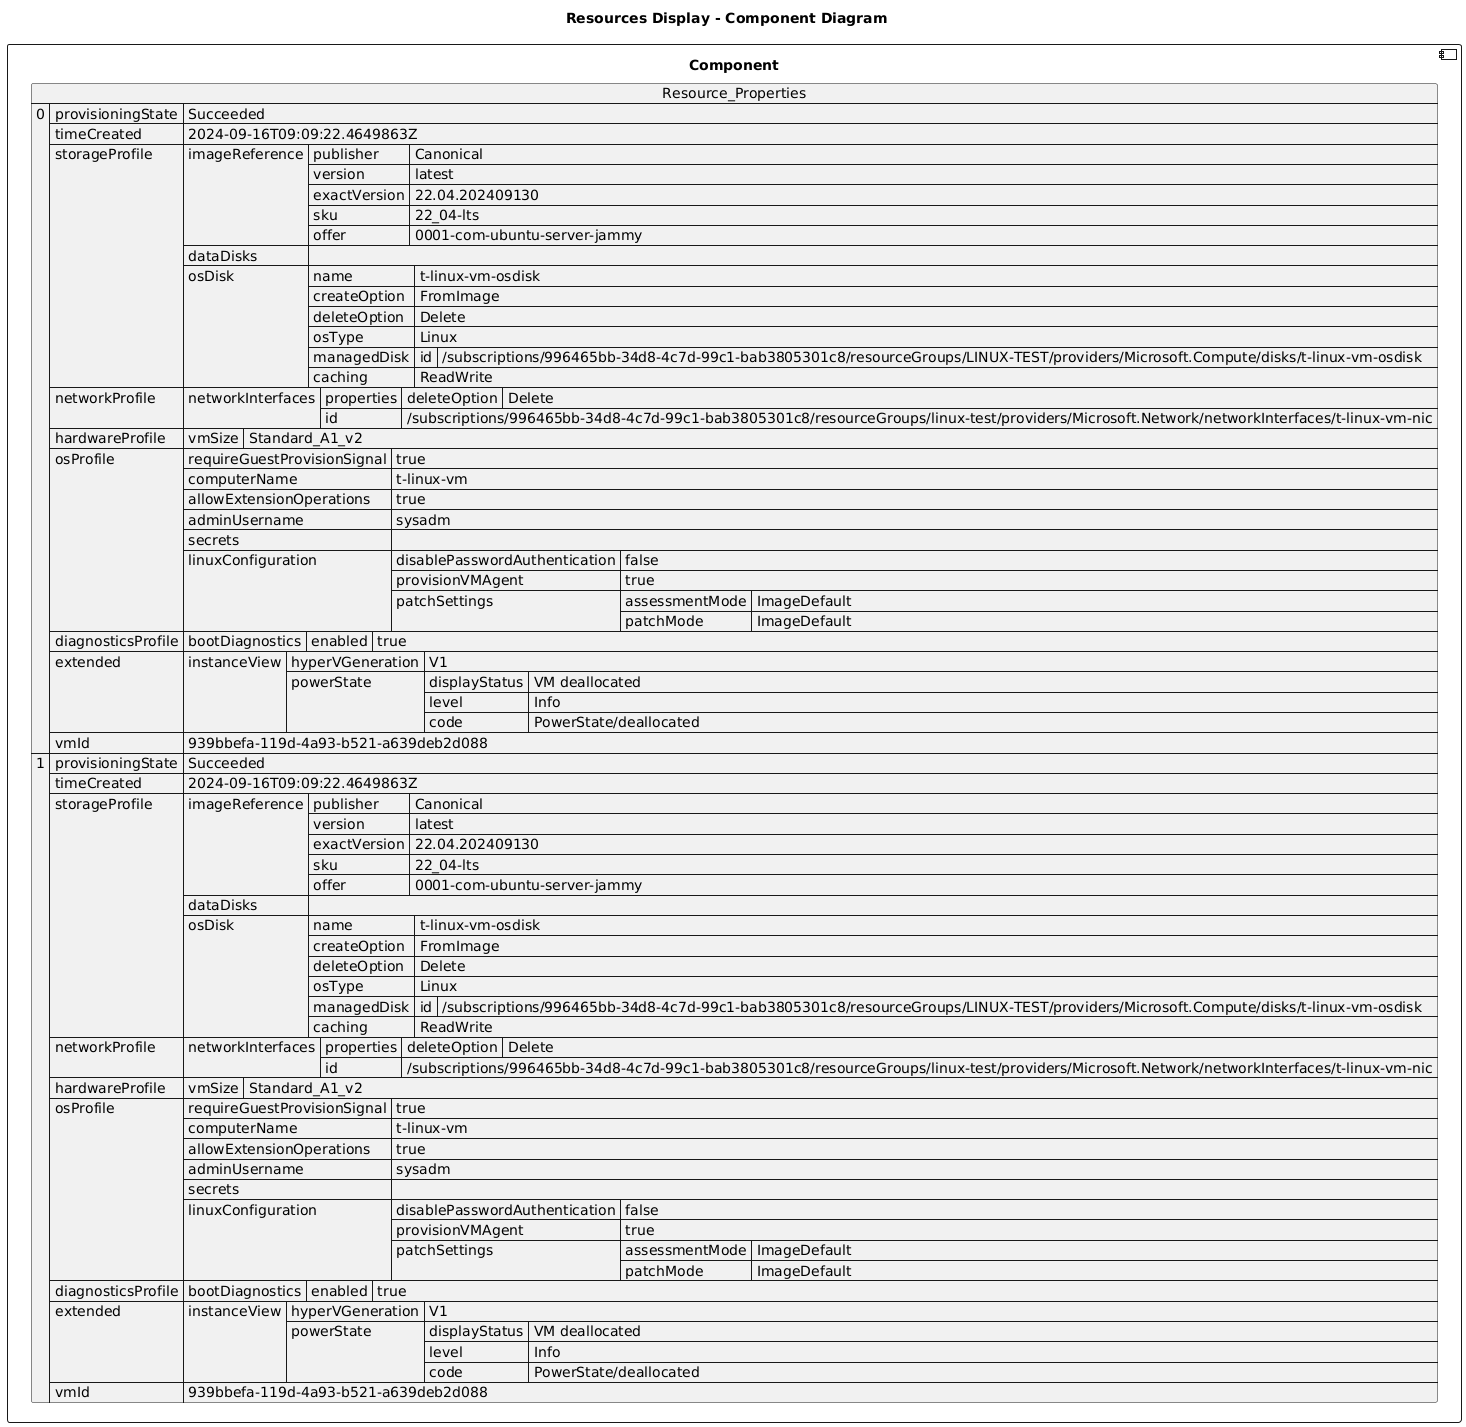 Resources Display - Component Diagram
Component
Resource_Properties
0 provisioningState Succeeded
timeCreated 2024-09-16T09:09:22.4649863Z
storageProfile imageReference publisher Canonical
version latest
exactVersion 22.04.202409130
sku 22_04-lts
offer 0001-com-ubuntu-server-jammy
dataDisks
osDisk name t-linux-vm-osdisk
createOption FromImage
deleteOption Delete
osType Linux
managedDisk id /subscriptions/996465bb-34d8-4c7d-99c1-bab3805301c8/resourceGroups/LINUX-TEST/providers/Microsoft.Compute/disks/t-linux-vm-osdisk
caching ReadWrite
networkProfile networkInterfaces properties deleteOption Delete
id /subscriptions/996465bb-34d8-4c7d-99c1-bab3805301c8/resourceGroups/linux-test/providers/Microsoft.Network/networkInterfaces/t-linux-vm-nic
hardwareProfile vmSize Standard_A1_v2
osProfile requireGuestProvisionSignal true
computerName t-linux-vm
allowExtensionOperations true
adminUsername sysadm
secrets
linuxConfiguration disablePasswordAuthentication false
provisionVMAgent true
patchSettings assessmentMode ImageDefault
patchMode ImageDefault
diagnosticsProfile bootDiagnostics enabled true
extended instanceView hyperVGeneration V1
powerState displayStatus VM deallocated
level Info
code PowerState/deallocated
vmId 939bbefa-119d-4a93-b521-a639deb2d088
1 provisioningState Succeeded
timeCreated 2024-09-16T09:09:22.4649863Z
storageProfile imageReference publisher Canonical
version latest
exactVersion 22.04.202409130
sku 22_04-lts
offer 0001-com-ubuntu-server-jammy
dataDisks
osDisk name t-linux-vm-osdisk
createOption FromImage
deleteOption Delete
osType Linux
managedDisk id /subscriptions/996465bb-34d8-4c7d-99c1-bab3805301c8/resourceGroups/LINUX-TEST/providers/Microsoft.Compute/disks/t-linux-vm-osdisk
caching ReadWrite
networkProfile networkInterfaces properties deleteOption Delete
id /subscriptions/996465bb-34d8-4c7d-99c1-bab3805301c8/resourceGroups/linux-test/providers/Microsoft.Network/networkInterfaces/t-linux-vm-nic
hardwareProfile vmSize Standard_A1_v2
osProfile requireGuestProvisionSignal true
computerName t-linux-vm
allowExtensionOperations true
adminUsername sysadm
secrets
linuxConfiguration disablePasswordAuthentication false
provisionVMAgent true
patchSettings assessmentMode ImageDefault
patchMode ImageDefault
diagnosticsProfile bootDiagnostics enabled true
extended instanceView hyperVGeneration V1
powerState displayStatus VM deallocated
level Info
code PowerState/deallocated
vmId 939bbefa-119d-4a93-b521-a639deb2d088